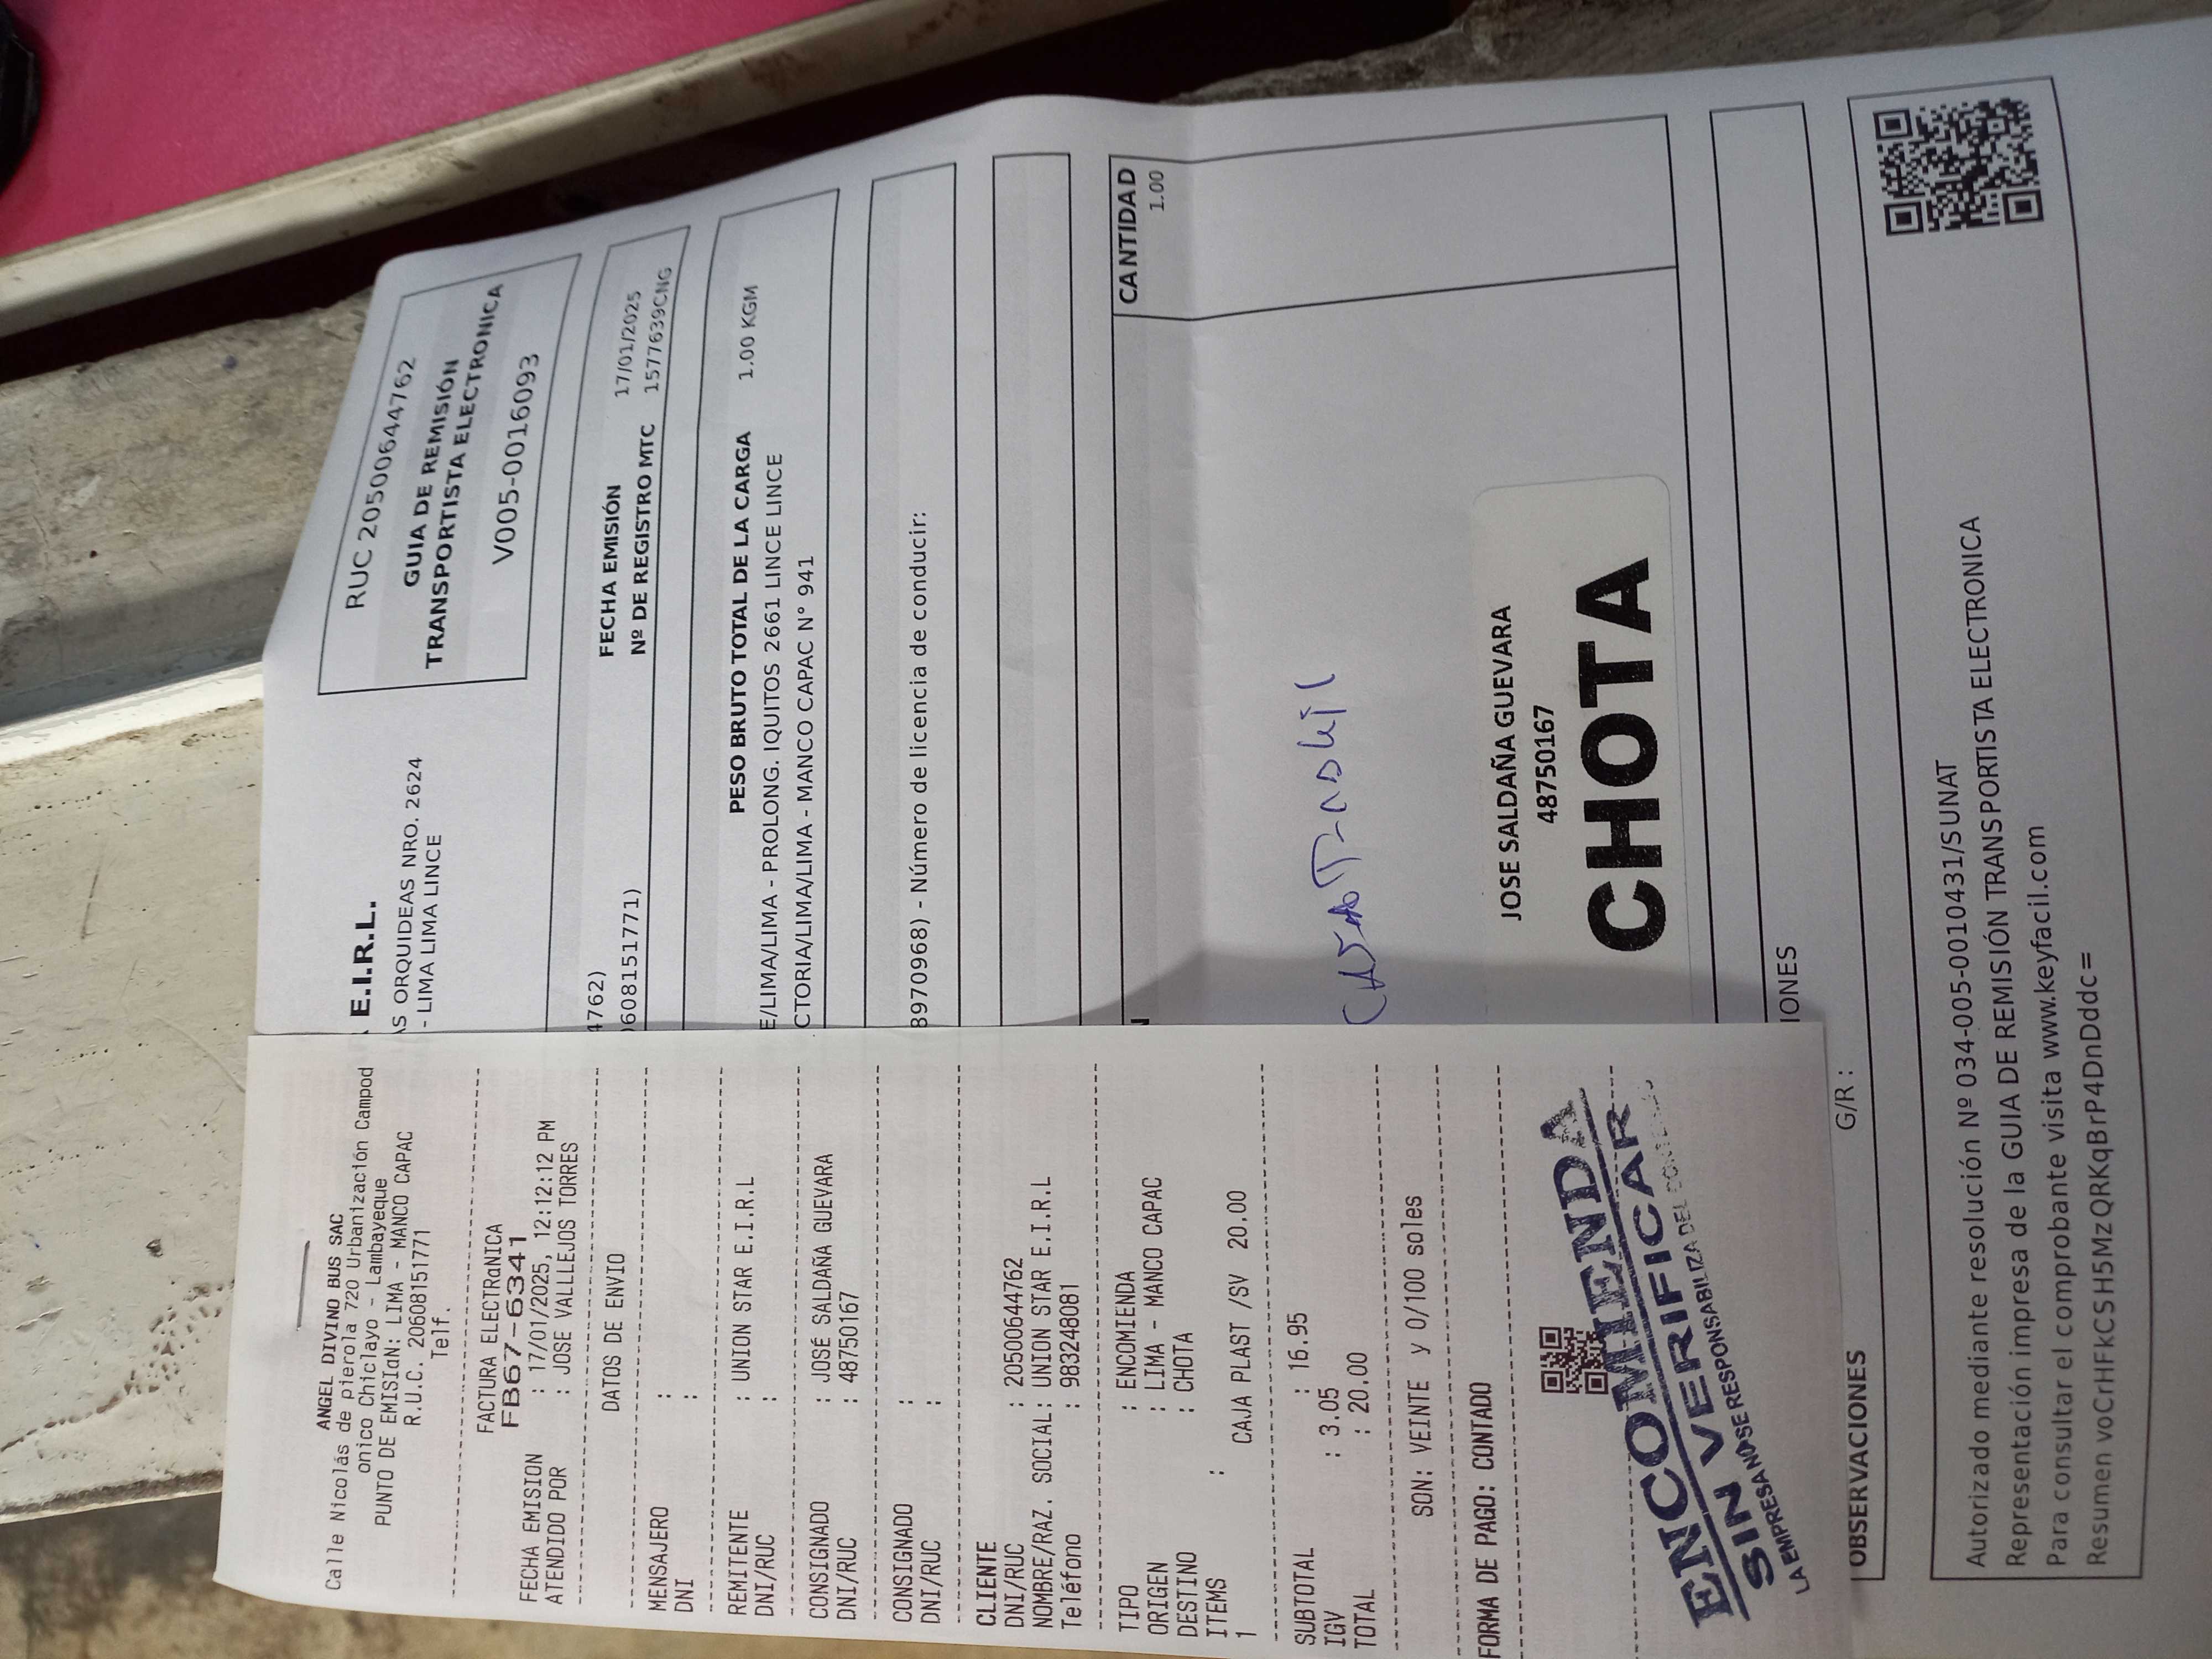 ANGEL DIVINO BUS SAC
Calle Nicolás de pierola 720 Urbanización Campod
onico Chiclayo - Lambayeque
PUNTO DE EMISIαN: LIMA - MANCO CAPAC
R.U.C. 20608151771
Telf.
FACTURA ELECTRαNICA
FB67-6341
FECHA EMISION : 17/01/2025, 12:12:12 PM
ATENDIDO POR : JOSE VALLLEJOS TORRES
DATOS DE ENVIO
MENSAJERO :
DNI :
REMITENTE : UNION STAR E.I.R.L
DNI/RUC :
CONSIGNADO : JOSÉ SALDAÑA GUEVARA
DNI/RUC : 48750167
CONSIGNADO :
DNI/RUC :
CLIENTE
DNI/RUC : 20500644762
NOMBRE/RAZ. SOCIAL: UNION STAR E.I.R.L
Teléfono : 983248081
TIPO : ENCOMIENDA
ORIGEN : LIMA - MANCO CAPAC
DESTINO : CHOTA
ITEMS :
1 CAJA PLAST /SV 20.00
SUBTOTAL : 16.95
IGV : 3.05
TOTAL : 20.00
SON: VEINTE y 0/100 soles
FORMA DE PAGO: CONTADO
ENCOMIENDA
SIN VERIFICAR
LA EMPRESA NO SE RESPONSABILIZA DEL CONTENIDO
E.I.R.L.
AS ORQUIDEAS NRO. 2624
- LIMA LIMA LINCE
RUC 20500644762
GUIA DE REMISIÓN
TRANSPORTISTA ELECTRONICA
V005-0016093
4762)
0608151771)
FECHA EMISIÓN 17/01/2025
Nº DE REGISTRO MTC 1577639CNG
PESO BRUTO TOTAL DE LA CARGA 1.00 KGM
E/LIMA/LIMA - PROLONG. IQUITOS 2661 LINCE LINCE
CTORIA/LIMA/LIMA - MANCO CAPAC N° 941
8970968) - Número de licencia de conducir:
CANTIDAD
1.00
JOSE SALDAÑA GUEVARA
48750167
CHOTA
IONES
OBSERVACIONES G/R :
Autorizado mediante resolución Nº 034-005-0010431/SUNAT
Representación impresa de la GUIA DE REMISIÓN TRANSPORTISTA ELECTRONICA
Para consultar el comprobante visita www.keyfacil.com
Resumen voCrHFkCSH5MzQRKqBrP4DnDddc=